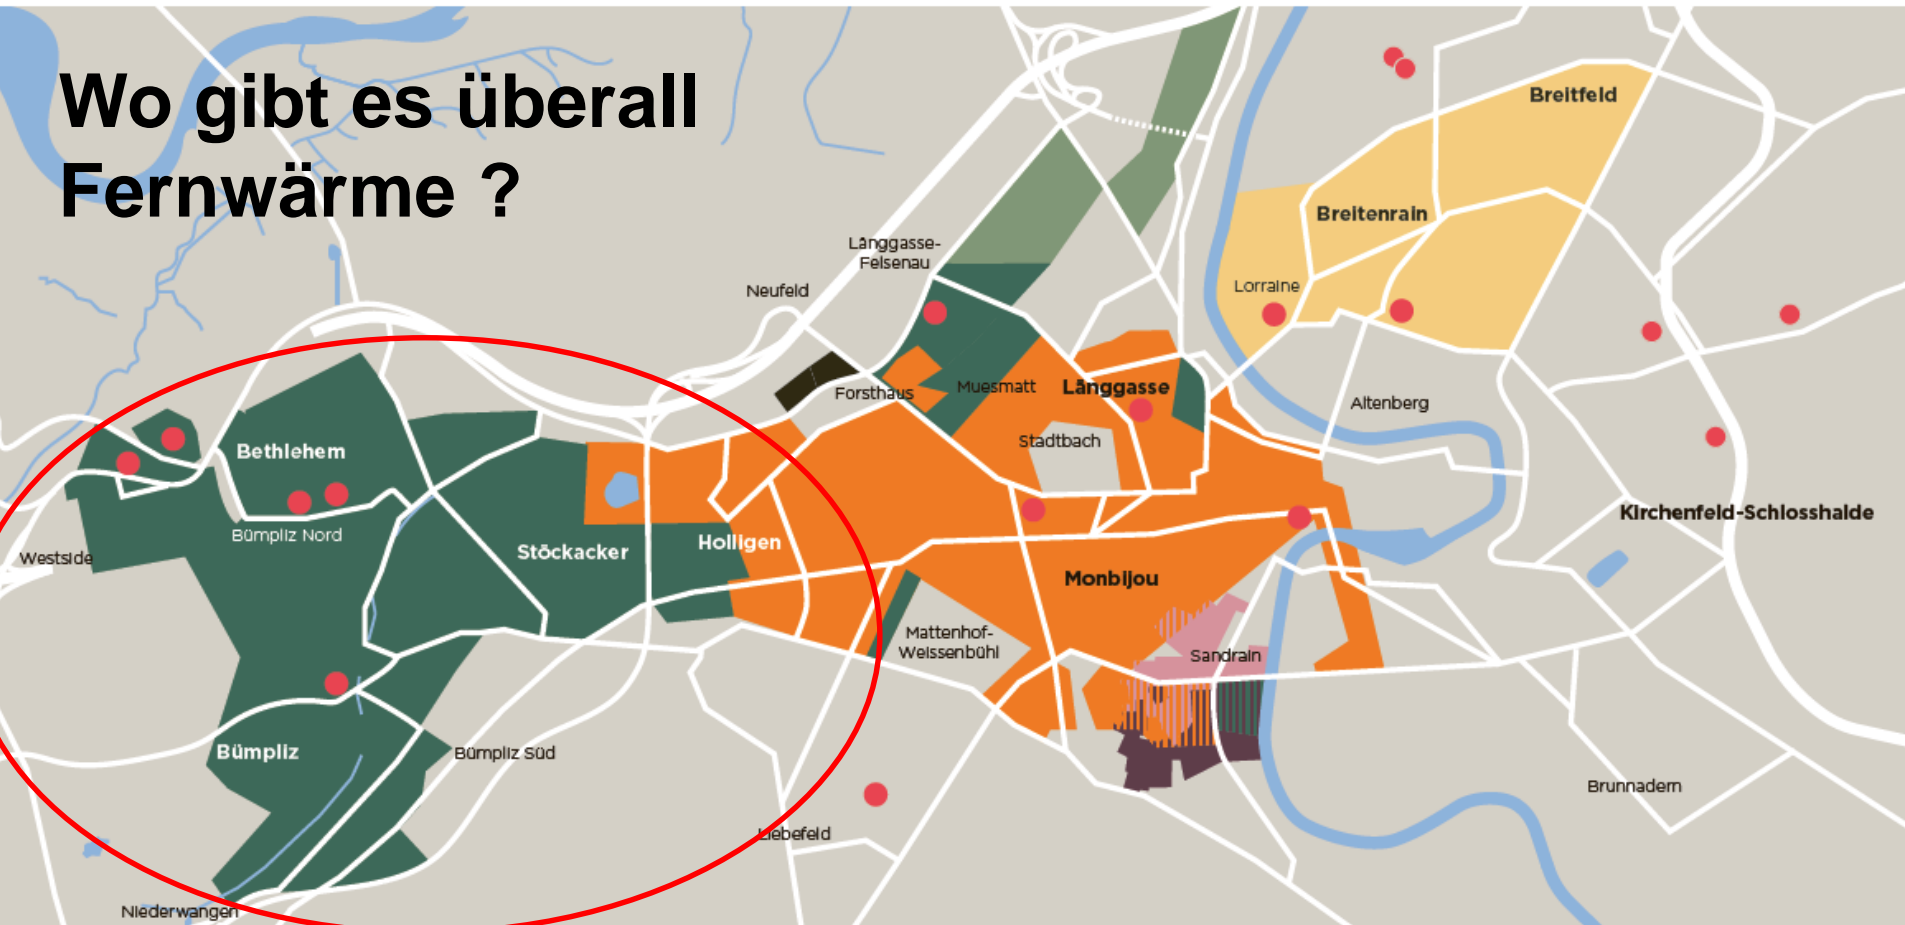 Wo gibt es überall
Fernwärme ?
Breitfeld
Breitenrain
Länggasse-
Felsenau
Neufeld
Lorraine
Forsthaus
Muesmatt
Länggasse
Altenberg
Stadtbach
Bethlehem
Bümpliz Nord
Westside
Stöckacker
Holligen
Kirchenfeld-Schlosshalde
Monbijou
Mattenhof-
Weissenbühl
Sandrain
Bümpliz
Bümpliz Süd
Brunnadern
Liebefeld
Niederwangen